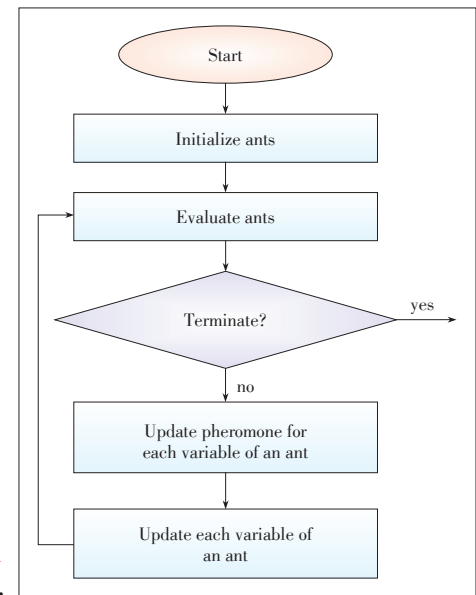 Start
Initialize ants
Evaluate ants
Terminate?
yes
no
Update pheromone for
each variable of an ant
Update each variable of
an ant